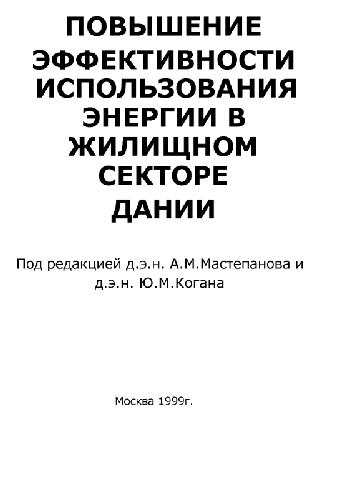 ПОВЫШЕНИЕ
ЭФФЕКТИВНОСТИ
ИСПОЛЬЗОВАНИЯ
ЭНЕРГИИ В
ЖИЛИЩНОМ
СЕКТОРЕ
ДАНИИ
Под редакцией д.э.н. А.М.Мастепанова и
д.э.н. Ю.М.Когана
Москва 1999г.